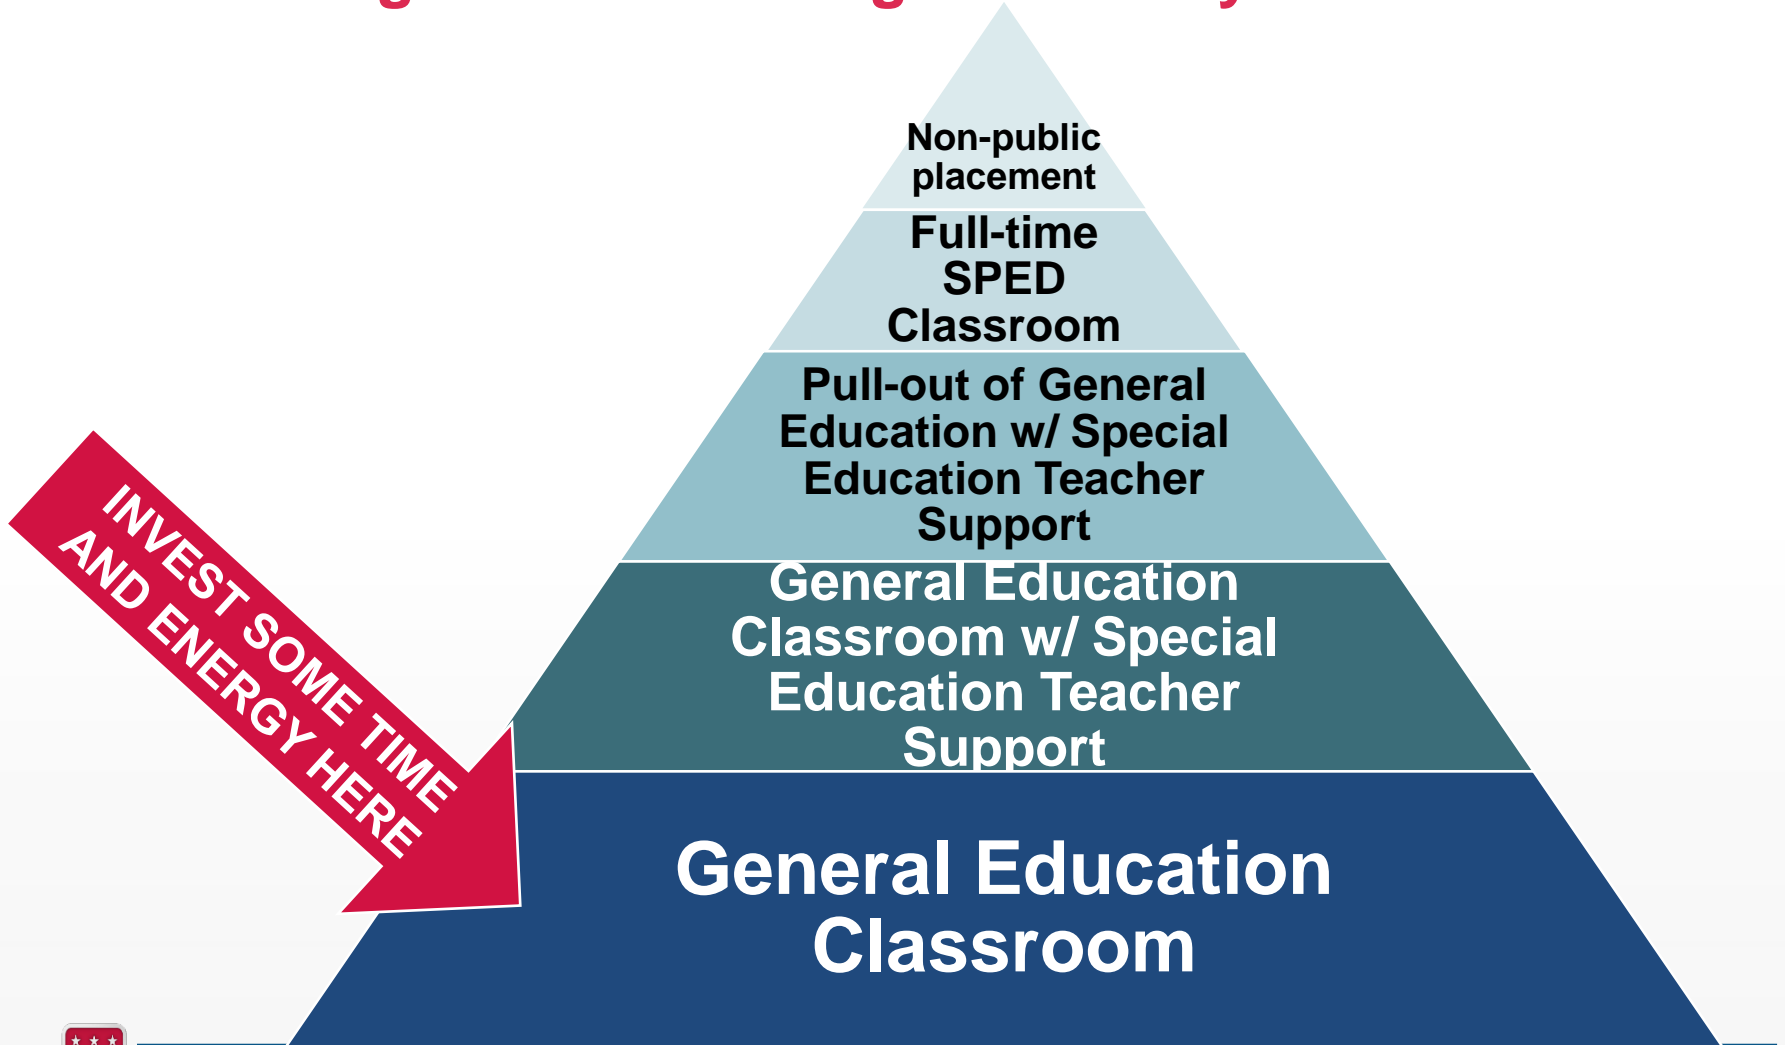 Non-public
placement
Full-time
SPED
Classroom
Pull-out of General
Education w/ Special
Education Teacher
Support
General Education
Classroom w/ Special
Education Teacher
Support
INVEST SOME TIME
AND ENERGY HERE
General Education
Classroom